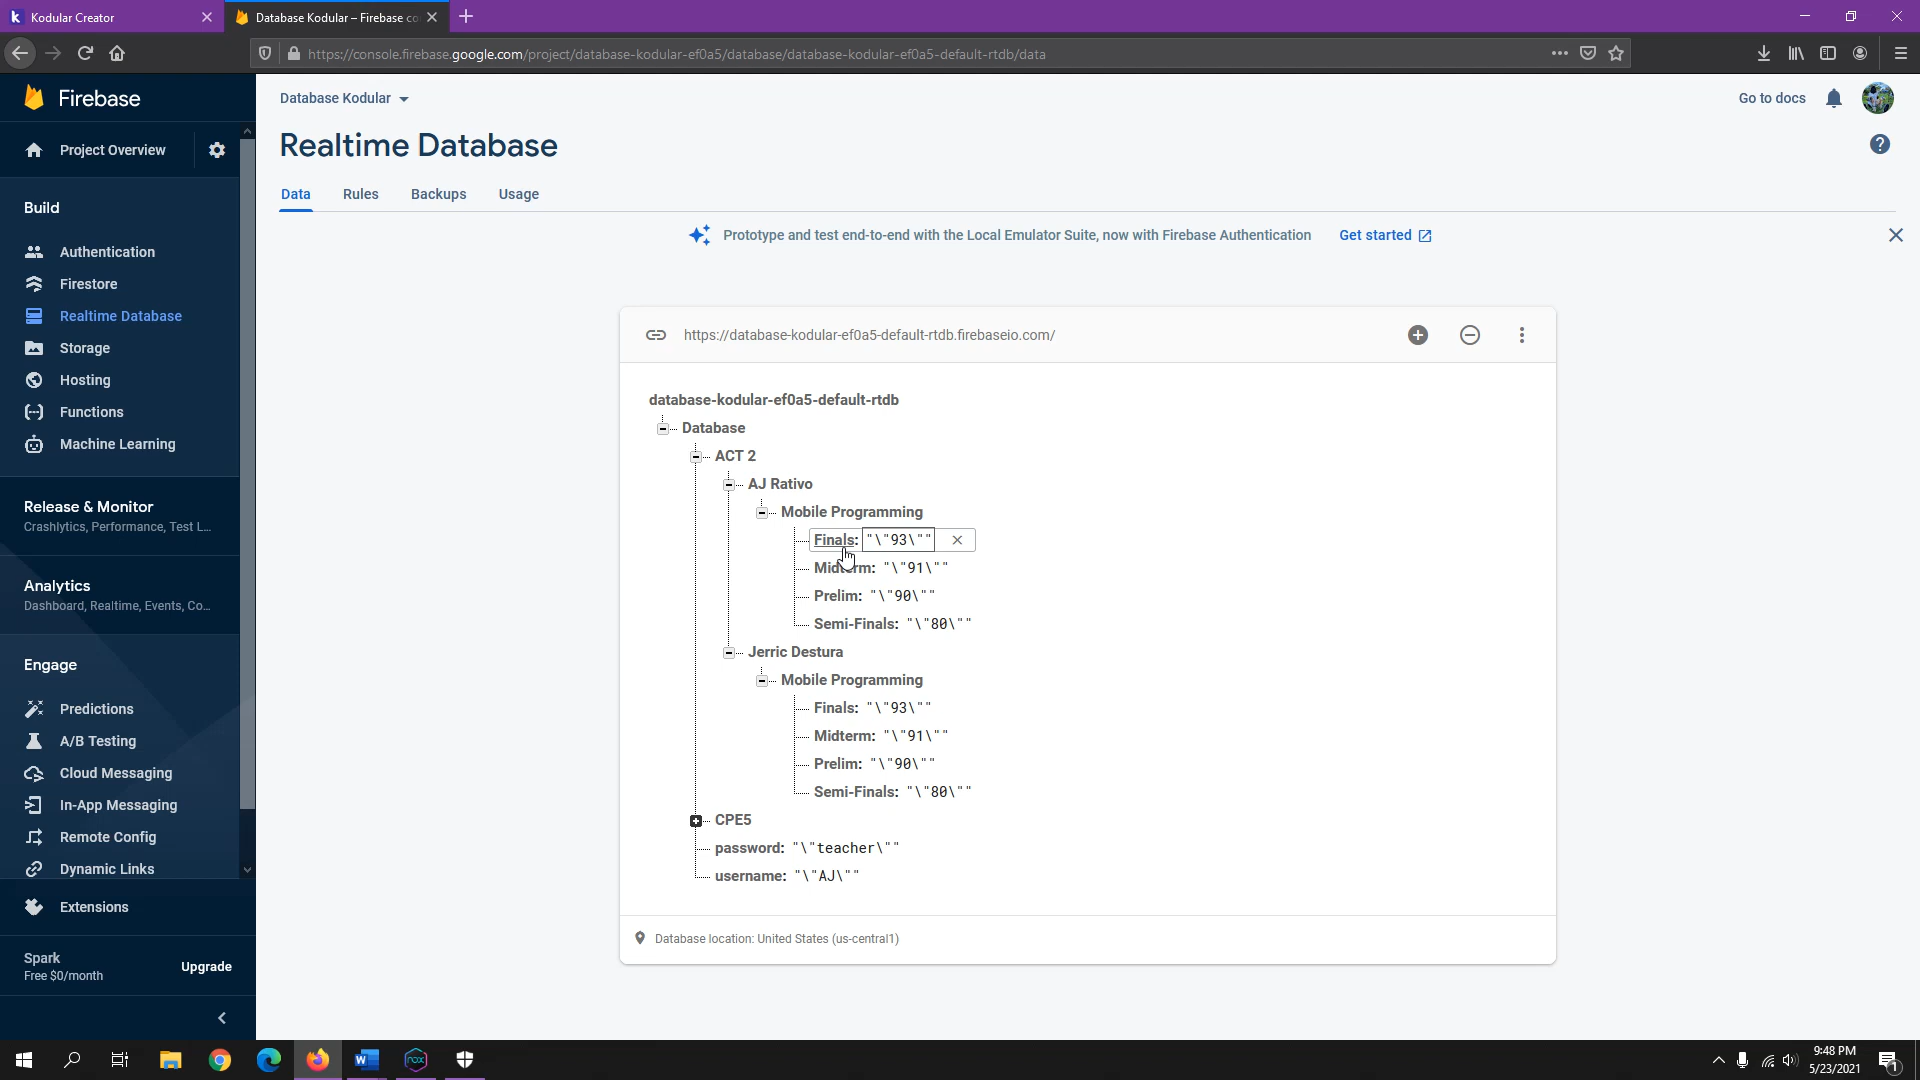 Kodular Creator
Database Kodular – Firebase co
https://console.firebase.google.com/project/database-kodular-ef0a5/database/database-kodular-ef0a5-default-rtdb/data
Firebase
Project Overview
Build
Authentication
Firestore
Realtime Database
Storage
Hosting
Functions
Machine Learning
Release & Monitor
Crashlytics, Performance, Test L...
Analytics
Dashboard, Realtime, Events, Co...
Engage
Predictions
A/B Testing
Cloud Messaging
In-App Messaging
Remote Config
Dynamic Links
Extensions
Spark
Free $0/month
Upgrade
Database Kodular
Go to docs
Realtime Database
Data Rules Backups Usage
Prototype and test end-to-end with the Local Emulator Suite, now with Firebase Authentication Get started
https://database-kodular-ef0a5-default-rtdb.firebaseio.com/
database-kodular-ef0a5-default-rtdb
Database
ACT 2
AJ Rativo
Mobile Programming
Finals: "\"93\""
Midterm: "\"91\""
Prelim: "\"90\""
Semi-Finals: "\"80\""
Jerric Destura
Mobile Programming
Finals: "\"93\""
Midterm: "\"91\""
Prelim: "\"90\""
Semi-Finals: "\"80\""
CPE5
password: "\"teacher\""
username: "\"AJ\""
Database location: United States (us-central1)
nox
9:48 PM
5/23/2021
1